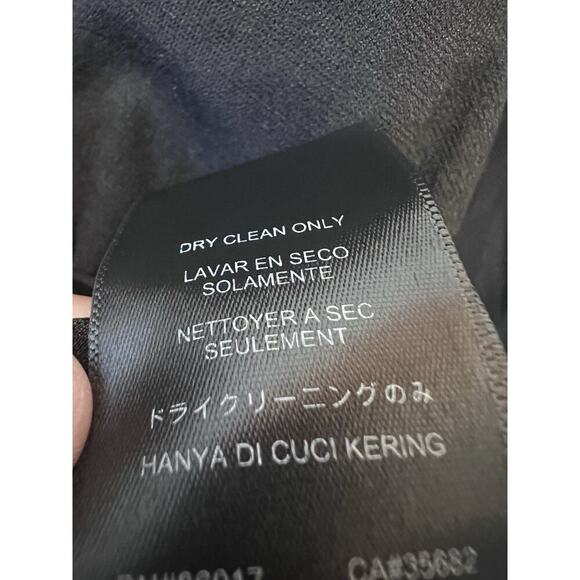 DRY CLEAN ONLY
LAVAR EN SECO
SOLAMENTE
NETTOYER A SEC
SEULEMENT
ドライクリーニングのみ
HANYA DI CUCI KERING
CA#35682